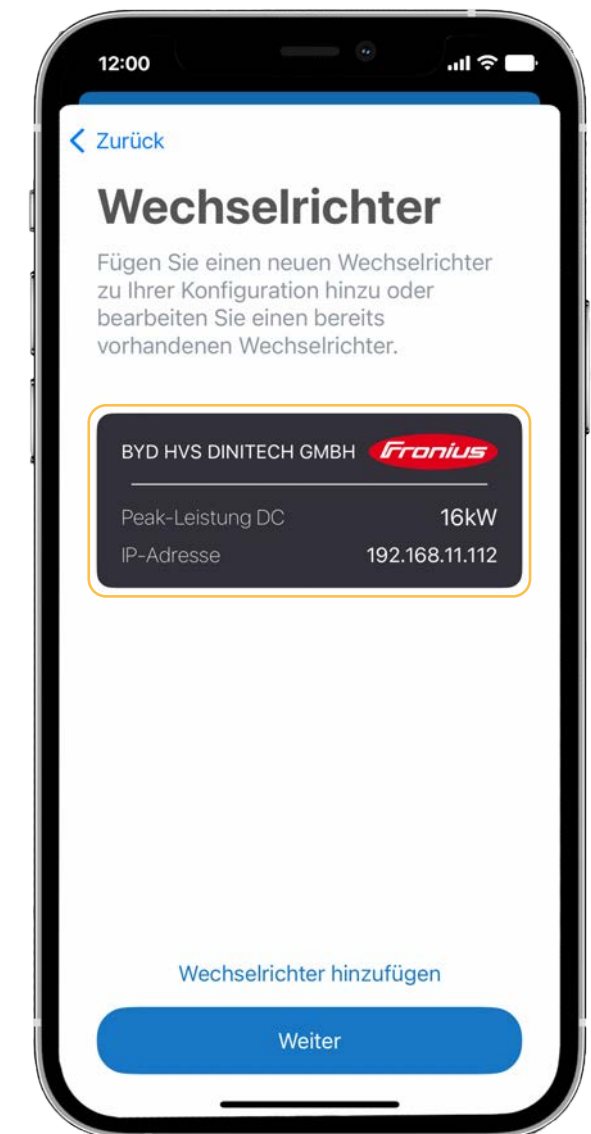 12:00
Zurück
Wechselrichter
Fügen Sie einen neuen Wechselrichter
zu Ihrer Konfiguration hinzu oder
bearbeiten Sie einen bereits
vorhandenen Wechselrichter.
BYD HVS DINITECH GMBH Fronius
Peak-Leistung DC 16kW
IP-Adresse 192.168.11.112
Wechselrichter hinzufügen
Weiter